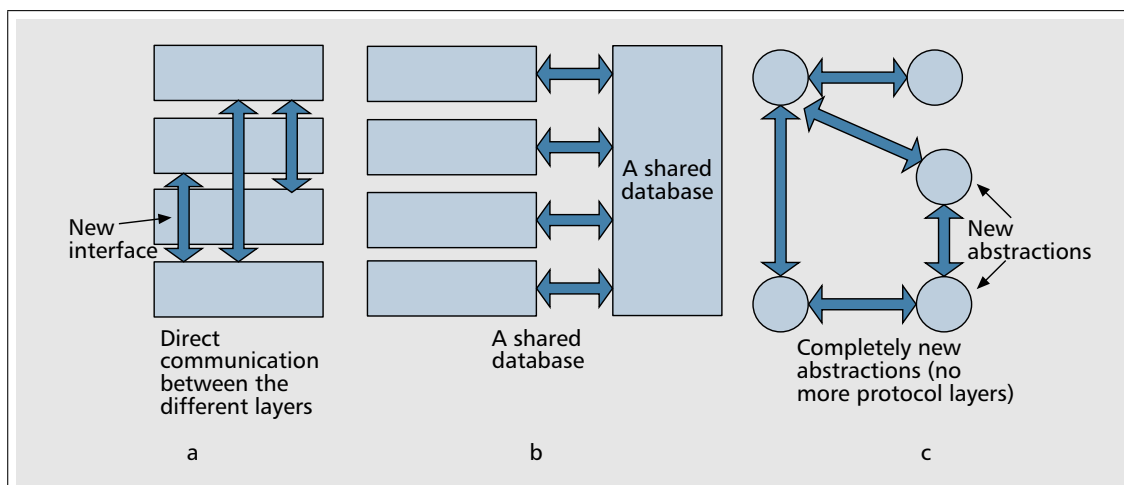 New
interface
Direct
communication
between the
different layers
a
A shared
database
A shared
database
b
New
abstractions
Completely new
abstractions (no
more protocol layers)
c